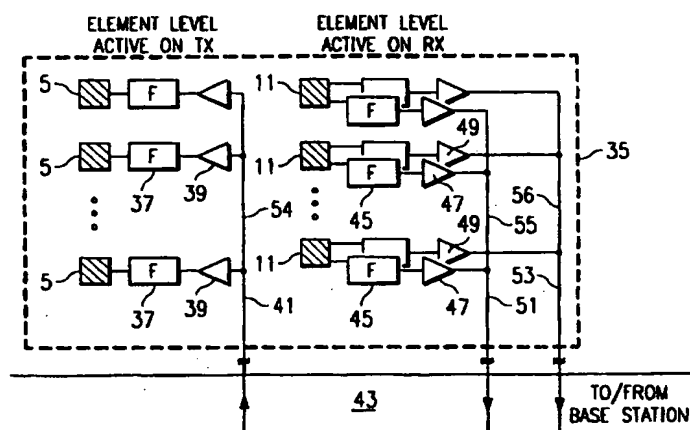 ELEMENT LEVEL
ACTIVE ON TX
ELEMENT LEVEL
ACTIVE ON RX
5
F
11
F
49
35
5
F
11
37
39
F
45
47
54
49
56
55
5
F
11
37
39
F
45
47
41
51
53
43
TO/FROM
BASE STATION